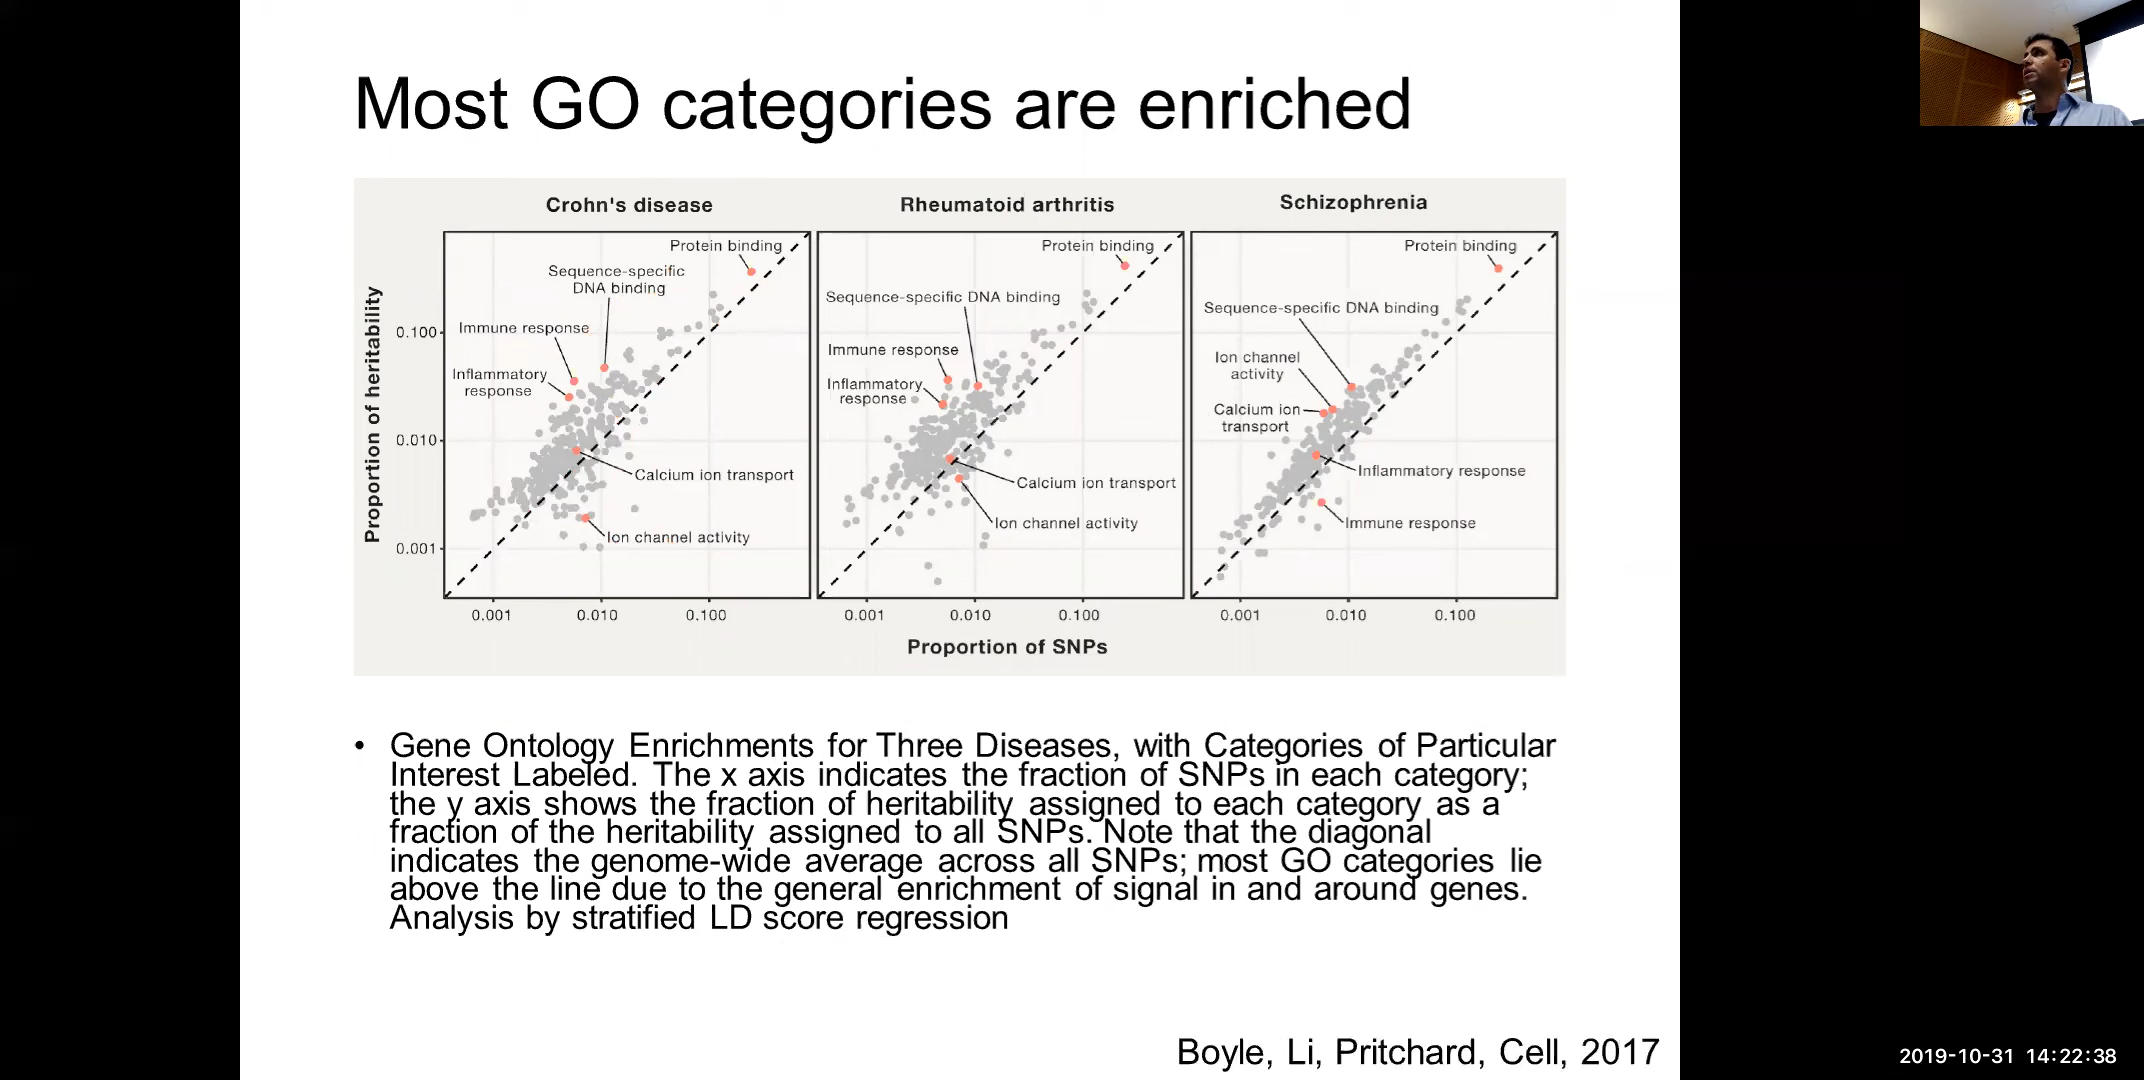 Most GO categories are enriched
Crohn's disease
Rheumatoid arthritis
Schizophrenia
Proportion of heritability
0.100
0.010
0.001
Protein binding
Sequence-specific
DNA binding
Immune response
Inflammatory
response
Calcium ion transport
Ion channel activity
0.001 0.010 0.100
Protein binding
Sequence-specific DNA binding
Immune response
Inflammatory
response
Calcium ion transport
Ion channel activity
0.001 0.010 0.100
Protein binding
Sequence-specific DNA binding
Ion channel
activity
Calcium ion
transport
Inflammatory response
Immune response
0.001 0.010 0.100
Proportion of SNPs
• Gene Ontology Enrichments for Three Diseases, with Categories of Particular
Interest Labeled. The x axis indicates the fraction of SNPs in each category;
the y axis shows the fraction of heritability assigned to each category as a
fraction of the heritability assigned to all SNPs. Note that the diagonal
indicates the genome-wide average across all SNPs; most GO categories lie
above the line due to the general enrichment of signal in and around genes.
Analysis by stratified LD score regression
Boyle, Li, Pritchard, Cell, 2017
2019-10-31 14:22:38